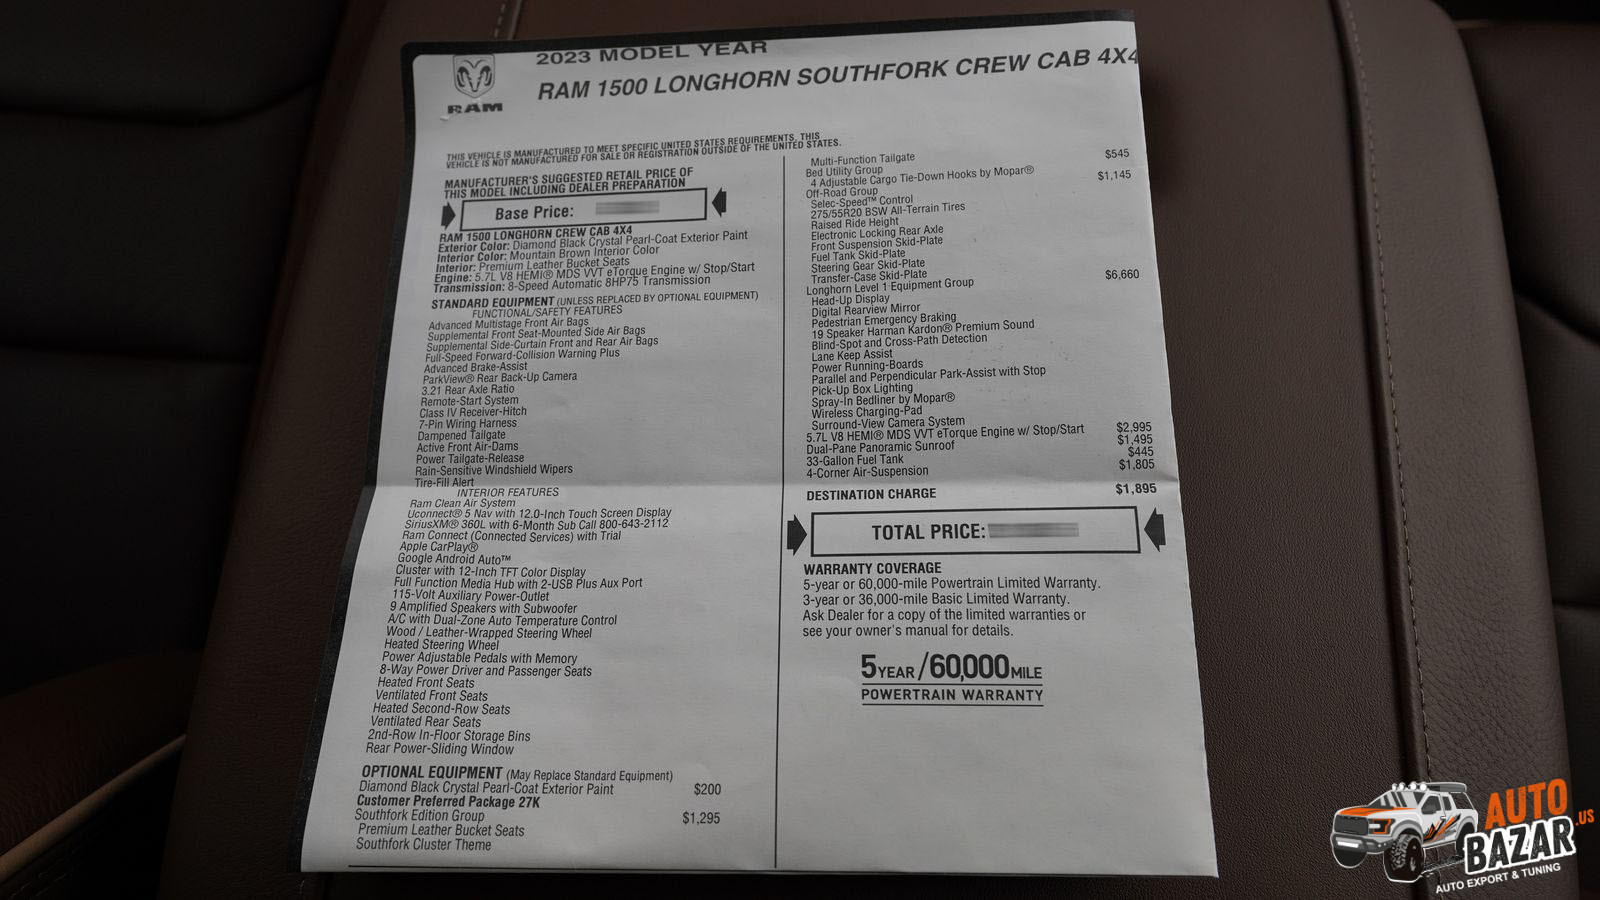 2023 MODEL YEAR
RAM 1500 LONGHORN SOUTHFORK CREW CAB 4X4
RAM
THIS VEHICLE IS MANUFACTURED TO MEET SPECIFIC UNITED STATES REQUIREMENTS. THIS
VEHICLE IS NOT MANUFACTURED FOR SALE OR REGISTRATION OUTSIDE OF THE UNITED STATES.
MANUFACTURER'S SUGGESTED RETAIL PRICE OF
THIS MODEL INCLUDING DEALER PREPARATION
Base Price:
RAM 1500 LONGHORN CREW CAB 4X4
Exterior Color: Diamond Black Crystal Pearl-Coat Exterior Paint
Interior Color: Mountain Brown Interior Color
Interior: Premium Leather Bucket Seats
Engine: 5.7L V8 HEMI® MDS VVT eTorque Engine w/ Stop/Start
Transmission: 8-Speed Automatic 8HP75 Transmission
STANDARD EQUIPMENT (UNLESS REPLACED BY OPTIONAL EQUIPMENT)
FUNCTIONAL/SAFETY FEATURES
Advanced Multistage Front Air Bags
Supplemental Front Seat-Mounted Side Air Bags
Supplemental Side-Curtain Front and Rear Air Bags
Full-Speed Forward-Collision Warning Plus
Advanced Brake-Assist
ParkView® Rear Back-Up Camera
3.21 Rear Axle Ratio
Remote-Start System
Class IV Receiver-Hitch
7-Pin Wiring Harness
Dampened Tailgate
Active Front Air-Dams
Power Tailgate-Release
Rain-Sensitive Windshield Wipers
Tire-Fill Alert
INTERIOR FEATURES
Ram Clean Air System
Uconnect® 5 Nav with 12.0-Inch Touch Screen Display
SiriusXM® 360L with 6-Month Sub Call 800-643-2112
Ram Connect (Connected Services) with Trial
Apple CarPlay®
Google Android Auto™
Cluster with 12-Inch TFT Color Display
Full Function Media Hub with 2-USB Plus Aux Port
115-Volt Auxiliary Power-Outlet
9 Amplified Speakers with Subwoofer
A/C with Dual-Zone Auto Temperature Control
Wood / Leather-Wrapped Steering Wheel
Heated Steering Wheel
Power Adjustable Pedals with Memory
8-Way Power Driver and Passenger Seats
Heated Front Seats
Ventilated Front Seats
Heated Second-Row Seats
Ventilated Rear Seats
2nd-Row In-Floor Storage Bins
Rear Power-Sliding Window
OPTIONAL EQUIPMENT (May Replace Standard Equipment)
Diamond Black Crystal Pearl-Coat Exterior Paint $200
Customer Preferred Package 27K
Southfork Edition Group $1,295
Premium Leather Bucket Seats
Southfork Cluster Theme
Multi-Function Tailgate $545
Bed Utility Group
4 Adjustable Cargo Tie-Down Hooks by Mopar® $1,145
Off-Road Group
Selec-Speed™ Control
275/55R20 BSW All-Terrain Tires
Raised Ride Height
Electronic Locking Rear Axle
Front Suspension Skid-Plate
Fuel Tank Skid-Plate
Steering Gear Skid-Plate
Transfer-Case Skid-Plate $6,660
Longhorn Level 1 Equipment Group
Head-Up Display
Digital Rearview Mirror
Pedestrian Emergency Braking
19 Speaker Harman Kardon® Premium Sound
Blind-Spot and Cross-Path Detection
Lane Keep Assist
Power Running-Boards
Parallel and Perpendicular Park-Assist with Stop
Pick-Up Box Lighting
Spray-In Bedliner by Mopar®
Wireless Charging-Pad
Surround-View Camera System
5.7L V8 HEMI® MDS VVT eTorque Engine w/ Stop/Start $2,995
Dual-Pane Panoramic Sunroof $1,495
33-Gallon Fuel Tank $445
4-Corner Air-Suspension $1,805
DESTINATION CHARGE $1,895
TOTAL PRICE:
WARRANTY COVERAGE
5-year or 60,000-mile Powertrain Limited Warranty.
3-year or 36,000-mile Basic Limited Warranty.
Ask Dealer for a copy of the limited warranties or
see your owner's manual for details.
5 YEAR / 60,000 MILE
POWERTRAIN WARRANTY
AUTO
BAZAR.US
AUTO EXPORT & TUNING